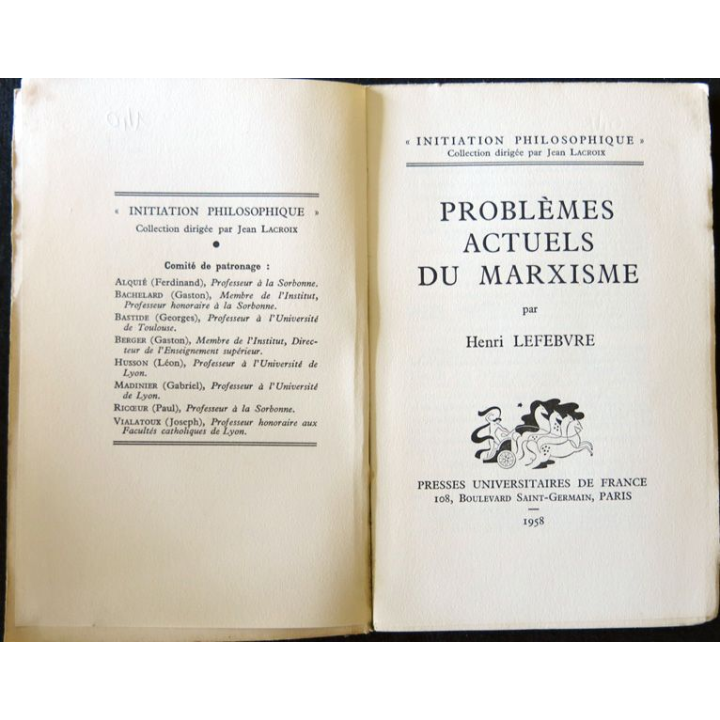 « INITIATION PHILOSOPHIQUE »
Collection dirigée par Jean LACROIX
●
Comité de patronage :
ALQUIÉ (Ferdinand), Professeur à la Sorbonne.
BACHELARD (Gaston), Membre de l'Institut,
Professeur honoraire à la Sorbonne.
BASTIDE (Georges), Professeur à l'Université
de Toulouse.
BERGER (Gaston), Membre de l'Institut, Direc-
teur de l'Enseignement supérieur.
HUSSON (Léon), Professeur à l'Université de
Lyon.
MADINIER (Gabriel), Professeur à l'Université
de Lyon.
RICŒUR (Paul), Professeur à la Sorbonne.
VIALATOUX (Joseph), Professeur honoraire aux
Facultés catholiques de Lyon.
« INITIATION PHILOSOPHIQUE »
Collection dirigée par Jean LACROIX
PROBLÈMES
ACTUELS
DU MARXISME
par
Henri LEFEBVRE
PRESSES UNIVERSITAIRES DE FRANCE
108, BOULEVARD SAINT-GERMAIN, PARIS
—
1958